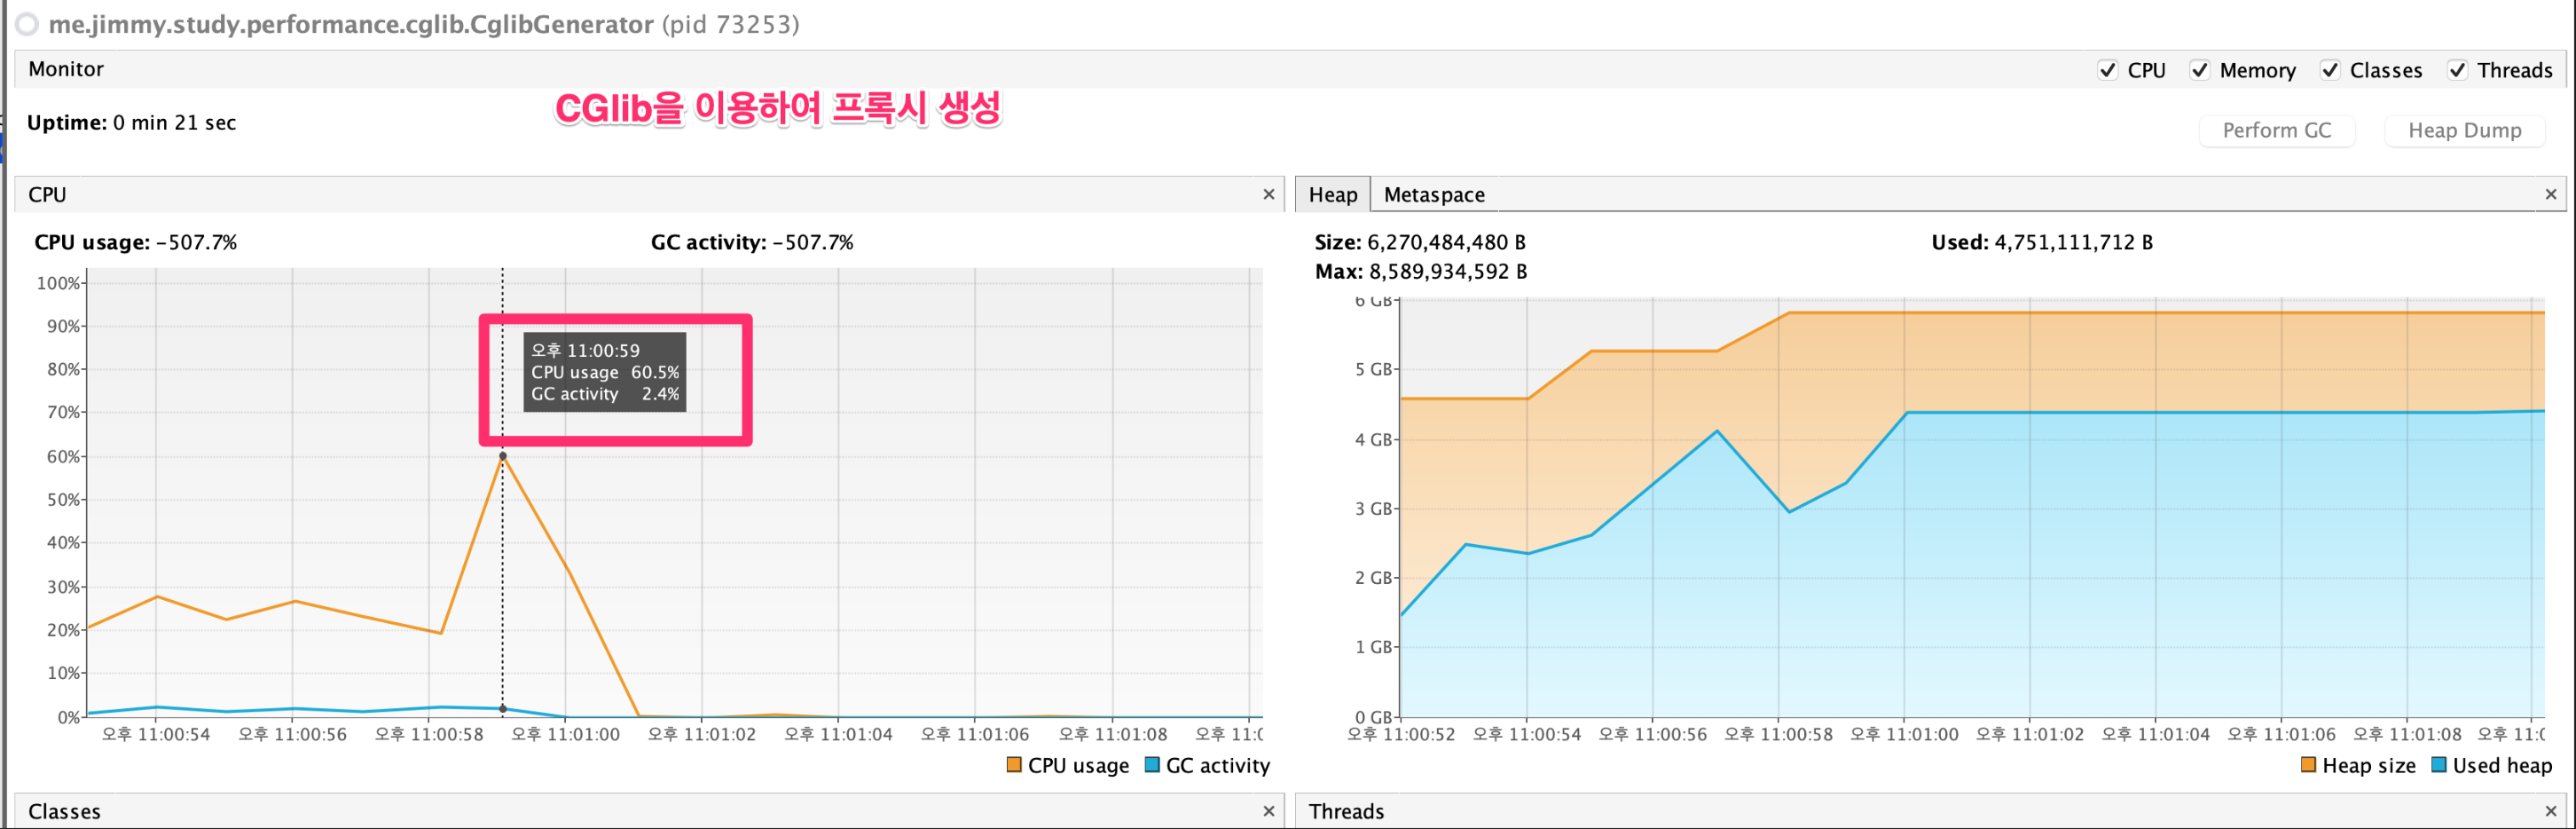 me.jimmy.study.performance.cglib.CglibGenerator (pid 73253)
Monitor
CPU Memory Classes Threads
CGlib을 이용하여 프록시 생성
Uptime: 0 min 21 sec
Perform GC Heap Dump
CPU
CPU usage: -507.7% GC activity: -507.7%
100%
90%
80%
70%
60%
50%
40%
30%
20%
10%
0%
오후 11:00:59
CPU usage 60.5%
GC activity 2.4%
오후 11:00:54 오후 11:00:56 오후 11:00:58 오후 11:01:00 오후 11:01:02 오후 11:01:04 오후 11:01:06 오후 11:01:08 오후 11:0
CPU usage GC activity
Heap Metaspace
Size: 6,270,484,480 B Used: 4,751,111,712 B
Max: 8,589,934,592 B
6 GB
5 GB
4 GB
3 GB
2 GB
1 GB
0 GB
오후 11:00:52 오후 11:00:54 오후 11:00:56 오후 11:00:58 오후 11:01:00 오후 11:01:02 오후 11:01:04 오후 11:01:06 오후 11:01:08 오후 11:0
Heap size Used heap
Classes
Threads